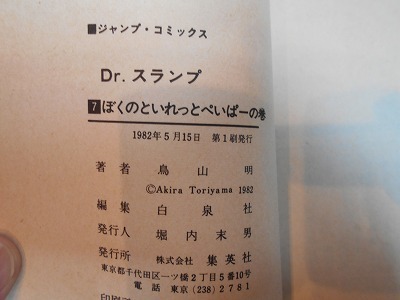 ■ジャンプ・コミックス
Dr.スランプ
7 ぼくのといれっとぺいぱーの巻
1982年5月15日 第1刷発行
著者 鳥山 明
©Akira Toriyama 1982
編集 白泉社
発行人 堀内末男
発行所 株式会社 集英社
東京都千代田区一ツ橋2丁目5番10号
電話 東京(238)2781